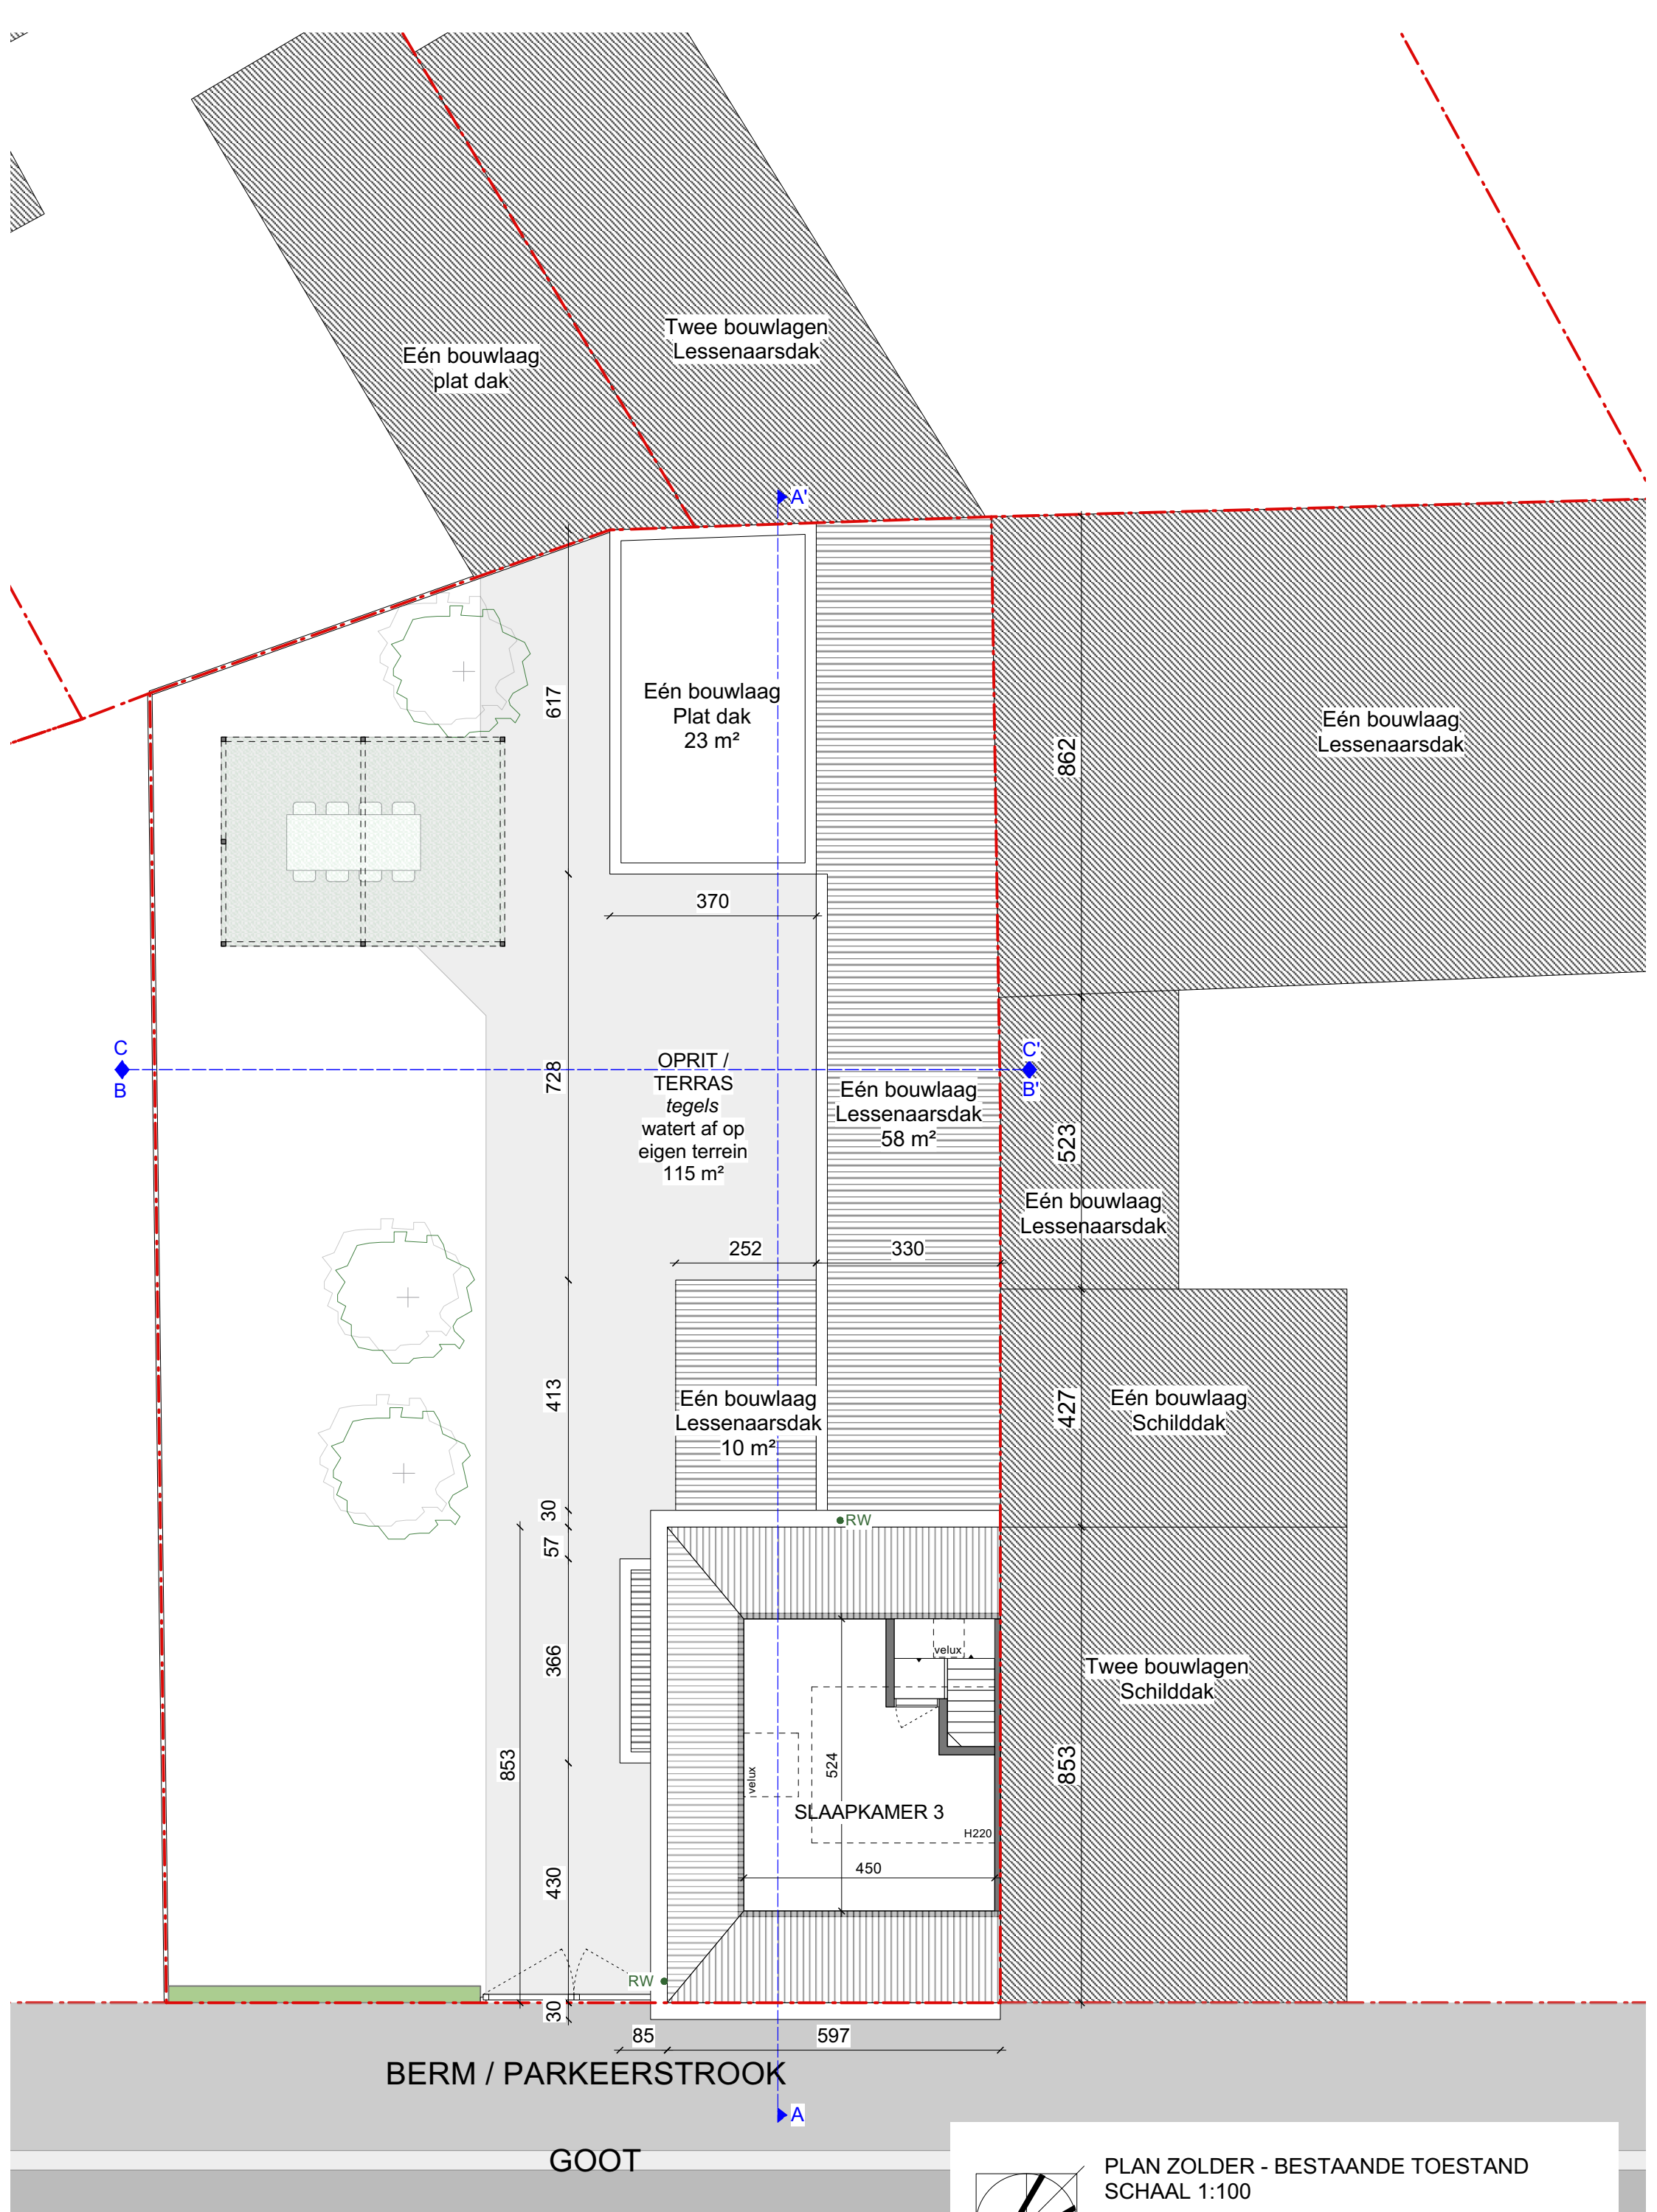 Twee bouwlagen
Lessenaarsdak
Eén bouwlaag
plat dak
A'
617
Eén bouwlaag
Plat dak
23 m²
862
Eén bouwlaag
Lessenaarsdak
370
C
B
728
OPRIT /
TERRAS
tegels
watert af op
eigen terrein
115 m²
Eén bouwlaag
Lessenaarsdak
58 m²
C'
B'
523
Eén bouwlaag
Lessenaarsdak
252
330
413
Eén bouwlaag
Lessenaarsdak
10 m²
427
Eén bouwlaag
Schilddak
30
RW
57
velux
366
Twee bouwlagen
Schilddak
853
velux
524
853
SLAAPKAMER 3
H220
450
430
RW
30
85
597
BERM / PARKEERSTROOK
A
GOOT
PLAN ZOLDER - BESTAANDE TOESTAND
SCHAAL 1:100